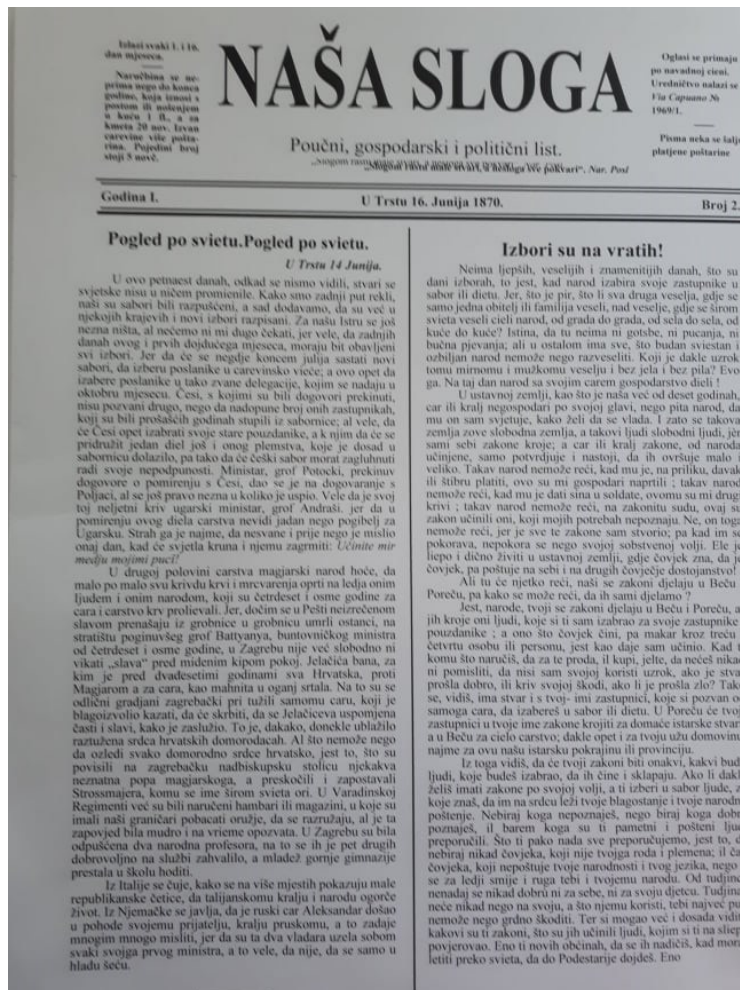 Izlazi svaki 1. i 16.
dan mjeseca.
Naručbina se ne-
prima nego do konca
godine, koja iznosi s
postom ili nošenjem
u kuću 1 fl., a za
kmeta 20 nov. Izvan
carevine više pošta-
rina. Pojedini broj
stoji 5 novč.
NAŠA SLOGA
Poučni, gospodarski i politični list.
„Slogom rastu male stvari, a nesloga sve pokvari“. Nar. Posl
Oglasi se primaju
po navadnoj cieni.
Uredničtvo nalazi se
Via Capuano №
1969/1.
Pisma neka se šalju
platjene poštarine
Godina I.
U Trstu 16. Junija 1870.
Broj 2.
Pogled po svietu.Pogled po svietu.
U Trstu 14 Junija.
U ovo petnaest danah, odkad se nismo vidili, stvari se
svjetske nisu u ničem promienile. Kako smo zadnji put rekli,
naši su sabori bili razpušćeni, a sad dodavamo, da su već u
njekojih krajevih i novi izbori razpisani. Za našu Istru se još
nezna ništa, al nećemo ni mi dugo čekati, jer vele, da zadnjih
danah ovog i prvih dojdućega mjeseca, moraju bit obavljeni
svi izbori. Jer da će se negdje koncem julija sastati novi
sabori, da izberu poslanike u carevinsko vieće; a ovo opet da
izabere poslanike u tako zvane delegacije, kojim se nadaju u
oktobru mjesecu. Česi, s kojimi su bili dogovori prekinuti,
nisu pozvani drugo, nego da nadopune broj onih zastupnikah,
koji su bili prošaščih godinah stupili iz sabornice; al vele, da
će Česi opet izabrati svoje stare pouzdanike, a k njim da će se
pridružit jedan diel još i onog plemstva, koje je dosad u
sabornicu dolazilo, pa tako da će češki sabor morat zagluhnuti
radi svoje nepodpunosti. Ministar, grof Potocki, prekinuv
dogovore o pomirenju s Česi, dao se je na dogovaranje s
Poljaci, al se još pravo nezna u koliko je uspio. Vele da je svoj
toj neljetni kriv ugarski ministar, grof Andraši. jer da u
pomirenju ovog diela carstva nevidi jadan nego pogibelj za
Ugarsku. Strah ga je najme, da nesvane i prije nego je mislio
onaj dan, kad će svjetla kruna i njemu zagrmiti: Učinite mir
medju mojimi puci!
U drugoj polovini carstva magjarski narod hoće, da
malo po malo svu krivdu krvi i mrcvarenja oprti na ledja onim
ljudem i onim narodom, koji su četrdeset i osme godine za
cara i carstvo krv prolievali. Jer, dočim se u Pešti neizrečenom
slavom prenašaju iz grobnice u grobnicu umrli ostanci, na
stratištu poginuvšeg grof Battyanya, buntovničkog ministra
od četrdeset i osme godine, u Zagrebu nije već slobodno ni
vikati „slava“ pred midenim kipom pokoj. Jelačića bana, za
kim je pred dvadesetimi godinami sva Hrvatska, proti
Magjarom a za cara, kao mahnita u oganj srtala. Na to su se
odlični gradjani zagrebački pri tužili samomu caru, koji je
blagoizvolio kazati, da će skrbiti, da se Jelačiceva uspomjena
časti i slavi, kako je zaslužio. To je, dakako, donekle ublažilo
raztužena srdca hrvatskih domorodacah. Al što nemože nego
da ozledi svako domorodno srdce hrvatsko, jest to, što su
povisili na zagrebačku nadbiskupsku stolicu njekakva
neznatna popa magjarskoga, a preskočili i zapostavali
Strossmajera, komu se ime širom svieta ori. U Varadinskoj
Regimenti već su bili naručeni hambari ili magazini, u koje su
imali naši graničari pobacati oružje, da se razružaju, al je ta
zapovjed bila mudro i na vrieme opozvata. U Zagrebu su bila
odpušćena dva narodna profesora, na to se ih je pet drugih
dobrovoljno na službi zahvalilo, a mladež gornje gimnazije
prestala u školu hoditi.
Iz Italije se čuje, kako se na više mjestih pokazuju male
republikanske četice, da talijanskomu kralju i narodu ogorče
život. Iz Njemačke se javlja, da je ruski car Aleksandar došao
u pohode svojemu prijatelju, kralju pruskomu, a to zadaje
mnogim mnogo misliti, jer da su ta dva vladara uzela sobom
svaki svojga prvog ministra, a to vele, da nije, da se samo u
hladu šeću.
Izbori su na vratih!
Neima ljepših, veselijih i znamenitijih danah, što su
dani izborah, to jest, kad narod izabira svoje zastupnike u
sabor ili dietu. Jer, što je pir, što li sva druga veselja, gdje se
samo jedna obitelj ili familija veseli, nad veselje, gdje se širom
svieta veseli cieli narod, od grada do grada, od sela do sela, od
kuće do kuće? Istina, da tu neima ni gotsbe, ni pucanja, ni
bučna pjevanja; ali u ostalom ima sve, što budan sviestan i
ozbiljan narod nemože nego razveseliti. Koji je dakle uzrok
tomu mirnomu i mužkomu veselju i bez jela i bez pila? Evo
ga. Na taj dan narod sa svojim carem gospodarstvo dieli !
U ustavnoj zemlji, kao što je naša već od deset godinah,
car ili kralj negospodari po svojoj glavi, nego pita narod, da
mu on sam svjetuje, kako želi da se vlada. I zato se takova
zemlja zove slobodna zemlja, a takovi ljudi slobodni ljudi, jèr
sami sebi zakone kroje; a car ili kralj zakone, od naroda
učinjene, samo potvrdjuje i nastoji, da ih ovršuje malo i
veliko. Takav narod nemože reći, kad mu je, na priliku, davak
ili štibru platiti, ovo su mi gospodari naprtili ; takav narod
nemože reći, kad mu je dati sina u soldate, ovomu su mi drugi
krivi ; takav narod nemože reći, na zakonitu sudu, ovaj su
zakon učinili oni, koji mojih potrebah nepoznaju. Ne, on toga
nemože reći, jer je sve te zakone sam stvorio; pa kad im se
pokorava, nepokora se nego svojoj sobstvenoj volji. Ele je
liepo i dično živiti u ustavnoj zemlji, gdje čovjek zna, da je
čovjek, pa poštuje na sebi i na drugih čovječje dostojanstvo!
Ali tu će njetko reći, naši se zakoni djelaju u Beču i
Poreču, pa kako se može reći, da ih sami djelamo ?
Jest, narode, tvoji se zakoni djelaju u Beču i Poreču, a
jih kroje oni ljudi, koje si ti sam izabrao za svoje zastupnike i
pouzdanike ; a ono što čovjek čini, pa makar kroz treću i
četvrtu osobu ili personu, jest kao daje sam učinio. Kad t
komu što naručiš, da za te proda, il kupi, jelte, da nećeš nikad
ni pomisliti, da nisi sam svojoj koristi uzrok, ako je stvar
prošla dobro, ili kriv svojoj škodi, ako li je prošla zlo? Tako
se, vidiš, ima stvar i s tvoj- imi zastupnici, koje si pozvan od
samoga cara, da izabereš u sabor ili dietu. U Poreču će tvoji
zastupnici u tvoje ime zakone krojiti za domaće istarske stvari
a u Beču za cielo carstvo; dakle opet i za tvoju užu domovinu
najme za ovu našu istarsku pokrajinu ili provinciju.
Iz toga vidiš, da će tvoji zakoni biti onakvi, kakvi budu
ljudi, koje budeš izabrao, da ih čine i sklapaju. Ako li dakle
želiš imati zakone po svojoj volji, a ti izberi u sabor ljude, za
koje znaš, da im na srdcu leži tvoje blagostanje i tvoje narodno
poštenje. Nebiraj koga nepoznaješ, nego biraj koga dobro
poznaješ, il barem koga su ti pametni i pošteni ljudi
preporučili. Što ti pako nada sve preporučujemo, jest to, da
nebiraj nikad čovjeka, koji nije tvojga roda i plemena; il čak
čovjeka, koji nepoštuje tvoje narodnosti i tvog jezika, nego
se za ledji smije i ruga tebi i tvojemu narodu. Od tudjinca
nenadaj se nikad dobrú ni za sebe, ni za svoju djetcu. Tudjinac
neće nikad nego na svoju, a što njemu koristi, tebi najveć put
nemože nego grdno škoditi. Ter si mogao već i dosada vidit
kakovi su ti zakoni, što su jih učinili ljudi, kojim si ti na sliepo
povjerovao. Eno ti novih občinah, da se ih nadičiš, kad moraš
letiti preko svieta, da do Podestarije dojdeš. Eno